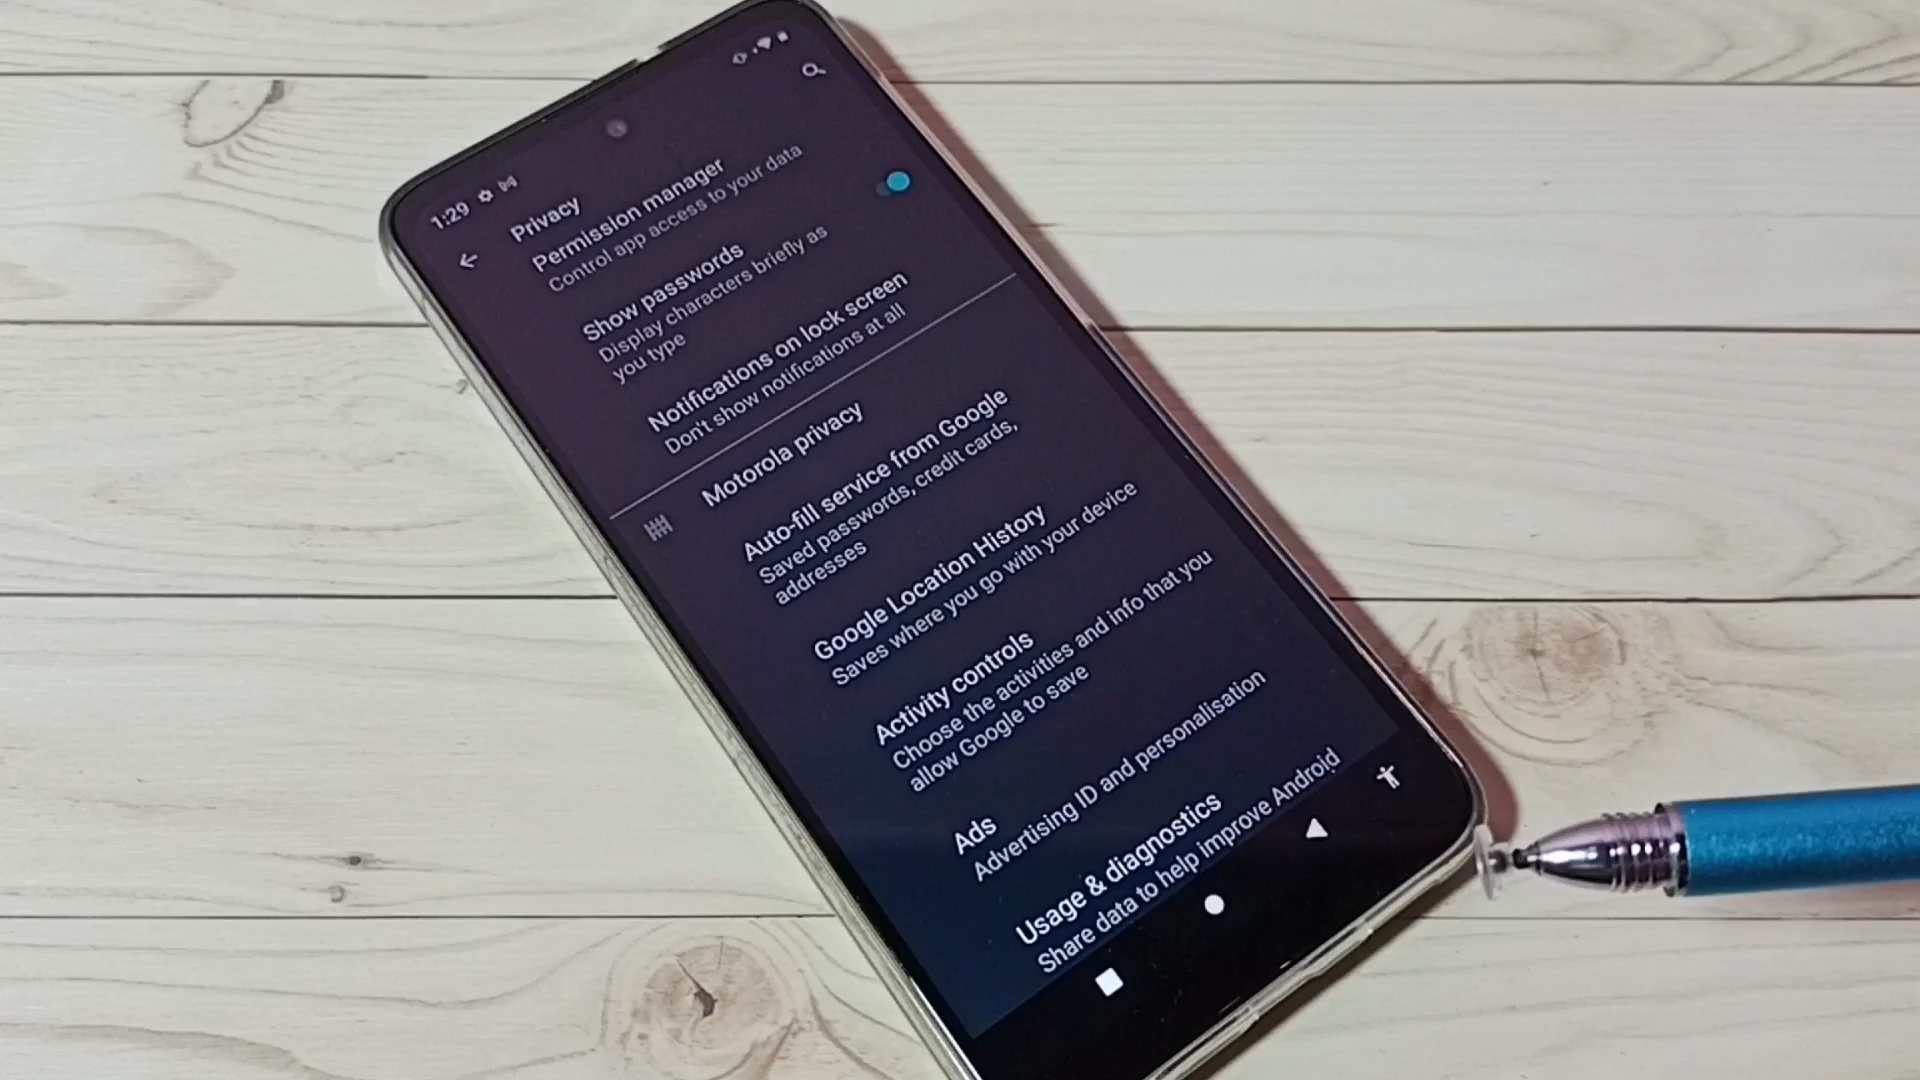 1:29
Privacy
Permission manager
Control app access to your data
Show passwords
Display characters briefly as
you type
Notifications on lock screen
Don't show notifications at all
Motorola privacy
Auto-fill service from Google
Saved passwords, credit cards,
addresses
Google Location History
Saves where you go with your device
Activity controls
Choose the activities and info that you
allow Google to save
Ads
Advertising ID and personalisation
Usage & diagnostics
Share data to help improve Android